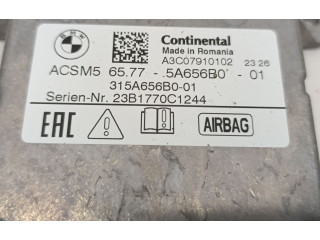 BMW
Continental
Made in Romania
A3C07910102 23 26
ACSM5 65.77 - 5A656B0 - 01
315A656B0-01
Serien-Nr. 23B1770C1244
EAC
AIRBAG